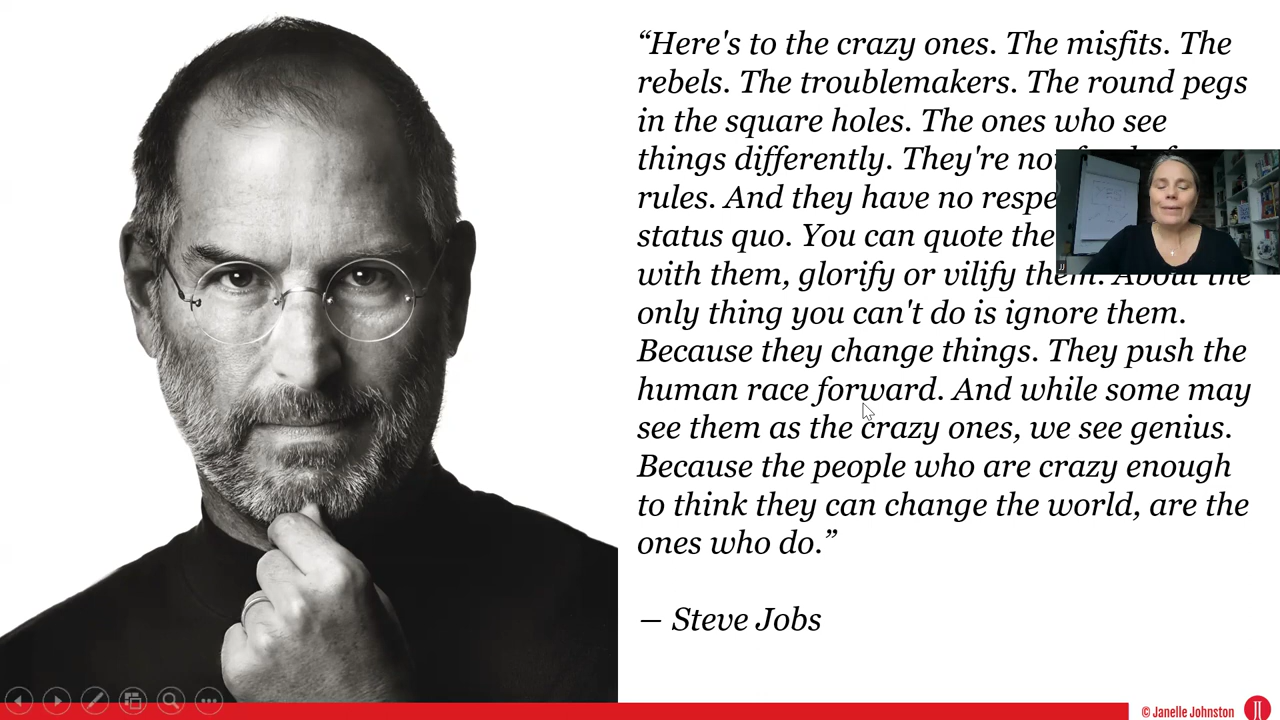 “Here's to the crazy ones. The misfits. The
rebels. The troublemakers. The round pegs
in the square holes. The ones who see
things differently. They're
rules. And they have no
status quo. You can quote
with them, glorify or vilify them. About the
only thing you can't do is ignore them.
Because they change things. They push the
human race forward. And while some may
see them as the crazy ones, we see genius.
Because the people who are crazy enough
to think they can change the world, are the
ones who do.”
— Steve Jobs
JJ
© Janelle Johnston